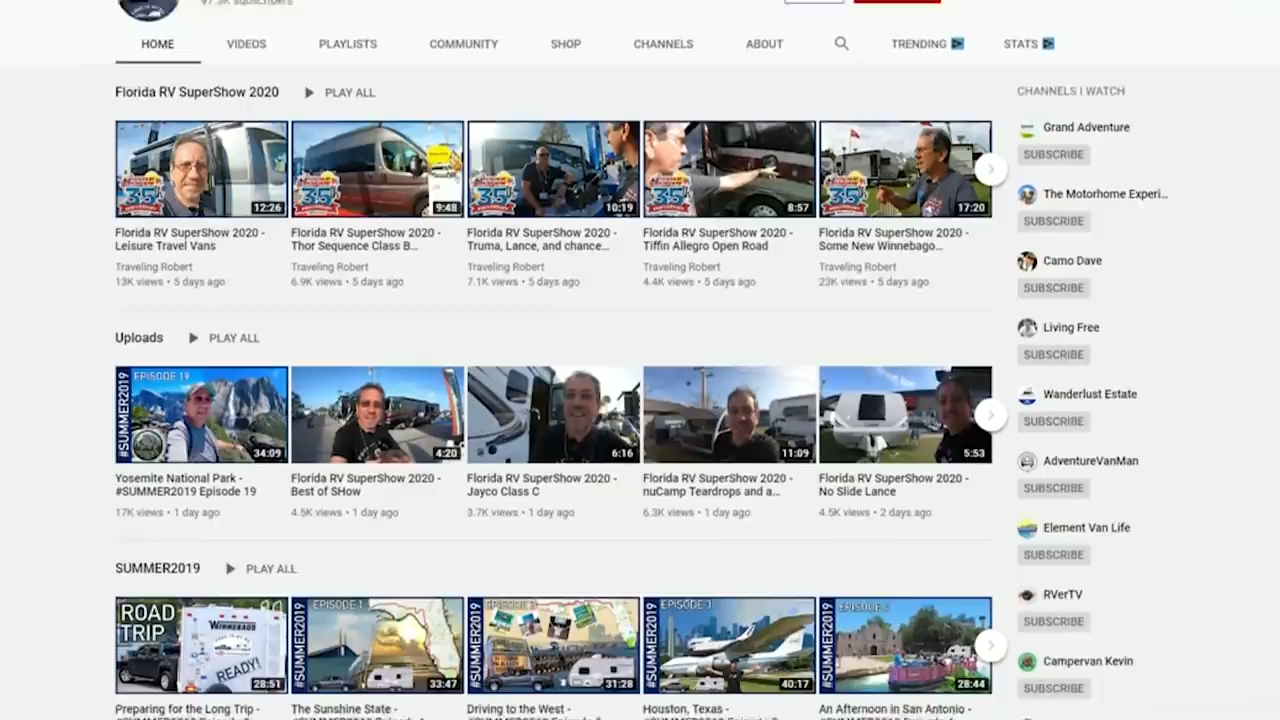 97.3K subscribers
HOME VIDEOS PLAYLISTS COMMUNITY SHOP CHANNELS ABOUT TRENDING STATS
Florida RV SuperShow 2020 PLAY ALL
12:26 9:48 10:19 8:57 17:20
Florida RV SuperShow 2020 - Florida RV SuperShow 2020 - Florida RV SuperShow 2020 - Florida RV SuperShow 2020 - Florida RV SuperShow 2020 -
Leisure Travel Vans Thor Sequence Class B... Truma, Lance, and chance... Tiffin Allegro Open Road Some New Winnebago...
Traveling Robert Traveling Robert Traveling Robert Traveling Robert Traveling Robert
13K views • 5 days ago 6.9K views • 5 days ago 7.1K views • 5 days ago 4.4K views • 5 days ago 23K views • 5 days ago
Uploads PLAY ALL
#SUMMER2019 EPISODE 19
34:09 4:20 6:16 11:09 5:53
Yosemite National Park - Florida RV SuperShow 2020 - Florida RV SuperShow 2020 - Florida RV SuperShow 2020 - Florida RV SuperShow 2020 -
#SUMMER2019 Episode 19 Best of SHow Jayco Class C nuCamp Teardrops and a... No Slide Lance
17K views • 1 day ago 4.5K views • 1 day ago 3.7K views • 1 day ago 6.3K views • 1 day ago 4.5K views • 2 days ago
SUMMER2019 PLAY ALL
ROAD TRIP WINNEBAGO READY! #SUMMER2019 EPISODE 1 #SUMMER2019 #SUMMER2019 EPISODE 3 #SUMMER2019 EPISODE 4
28:51 33:47 31:28 40:17 28:44
Preparing for the Long Trip - The Sunshine State - Driving to the West - Houston, Texas - An Afternoon in San Antonio -
CHANNELS I WATCH
Grand Adventure
SUBSCRIBE
The Motorhome Experi...
SUBSCRIBE
Camo Dave
SUBSCRIBE
Living Free
SUBSCRIBE
Wanderlust Estate
SUBSCRIBE
AdventureVanMan
SUBSCRIBE
Element Van Life
SUBSCRIBE
RVerTV
SUBSCRIBE
Campervan Kevin
SUBSCRIBE